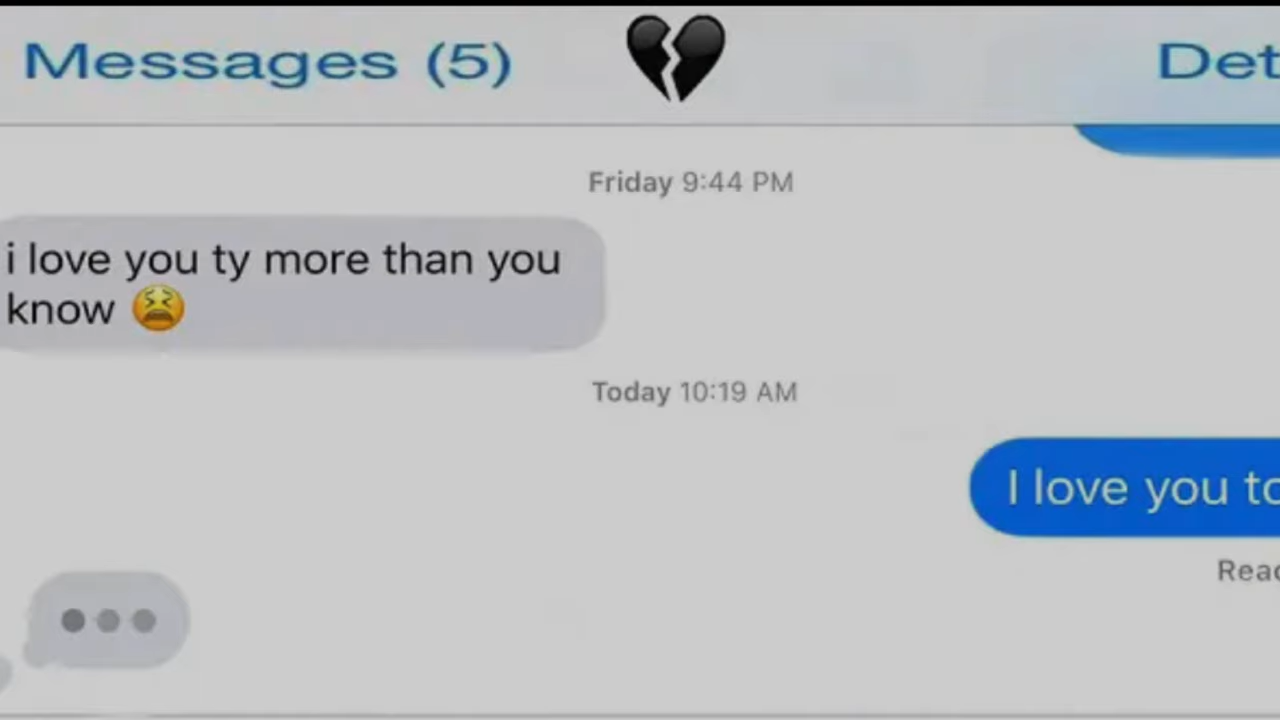 Messages (5) 💔 Det
Friday 9:44 PM
i love you ty more than you
know 😫
Today 10:19 AM
I love you to
Read